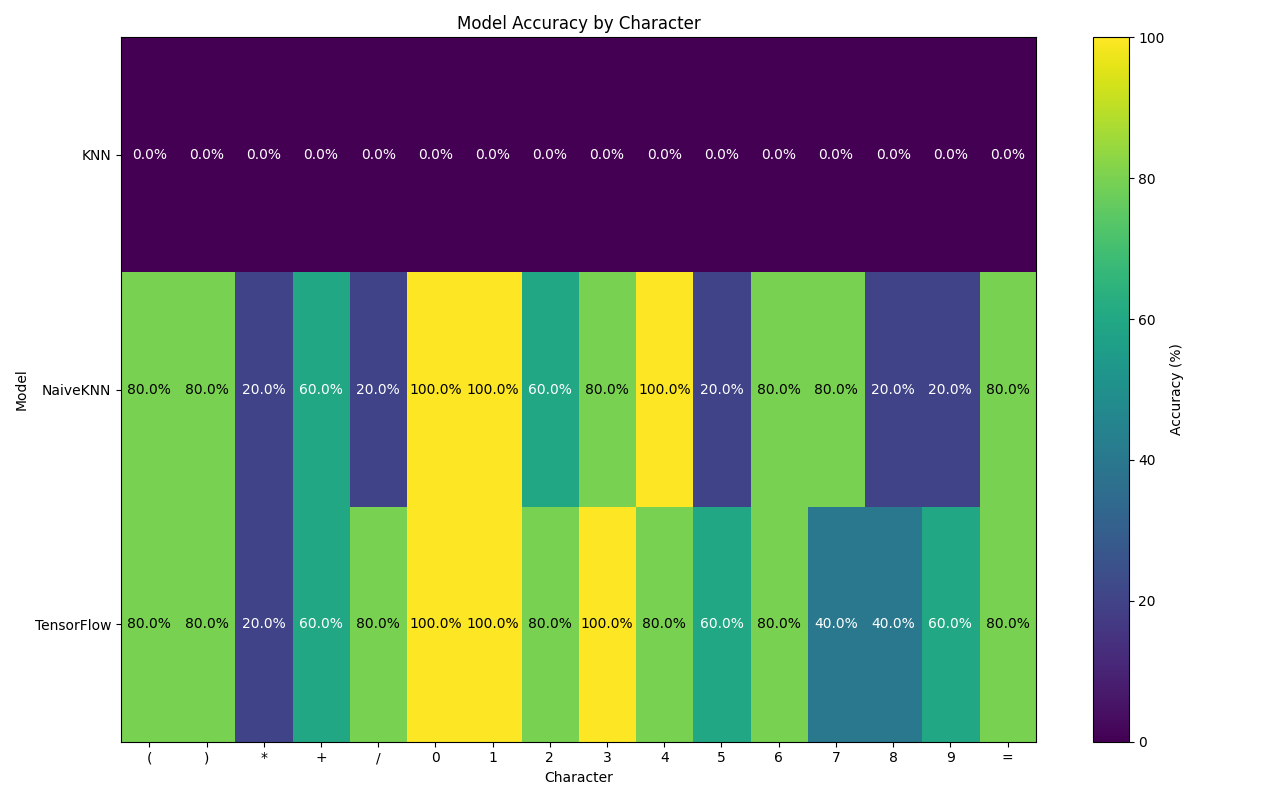 Model Accuracy by Character
100
KNN 0.0% 0.0% 0.0% 0.0% 0.0% 0.0% 0.0% 0.0% 0.0% 0.0% 0.0% 0.0% 0.0% 0.0% 0.0% 0.0%
80
60
Model
NaiveKNN 80.0% 80.0% 20.0% 60.0% 20.0% 100.0% 100.0% 60.0% 80.0% 100.0% 20.0% 80.0% 80.0% 20.0% 20.0% 80.0%
Accuracy (%)
40
20
TensorFlow 80.0% 80.0% 20.0% 60.0% 80.0% 100.0% 100.0% 80.0% 100.0% 80.0% 60.0% 80.0% 40.0% 40.0% 60.0% 80.0%
0
( ) * + / 0 1 2 3 4 5 6 7 8 9 =
Character